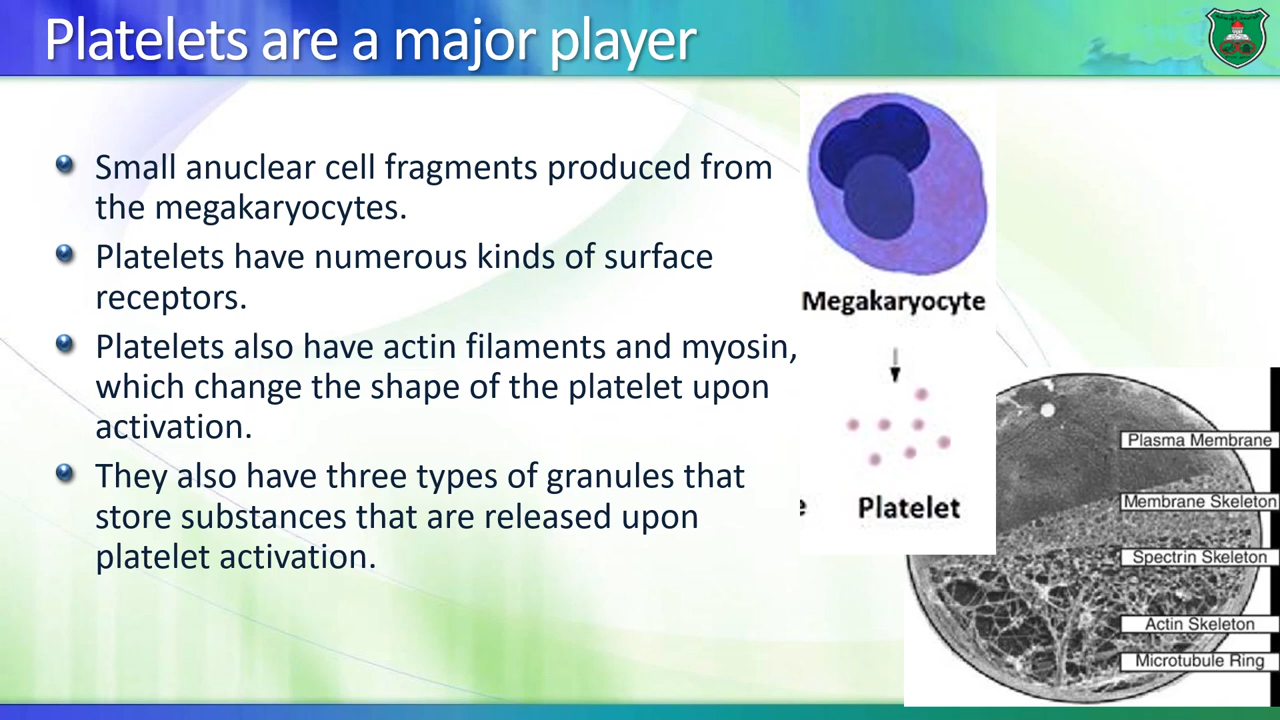 Platelets are a major player
Small anuclear cell fragments produced from
the megakaryocytes.
Platelets have numerous kinds of surface
receptors.
Platelets also have actin filaments and myosin,
which change the shape of the platelet upon
activation.
They also have three types of granules that
store substances that are released upon
platelet activation.
Megakaryocyte
e
Platelet
Plasma Membrane
Membrane Skeleton
Spectrin Skeleton
Actin Skeleton
Microtubule Ring